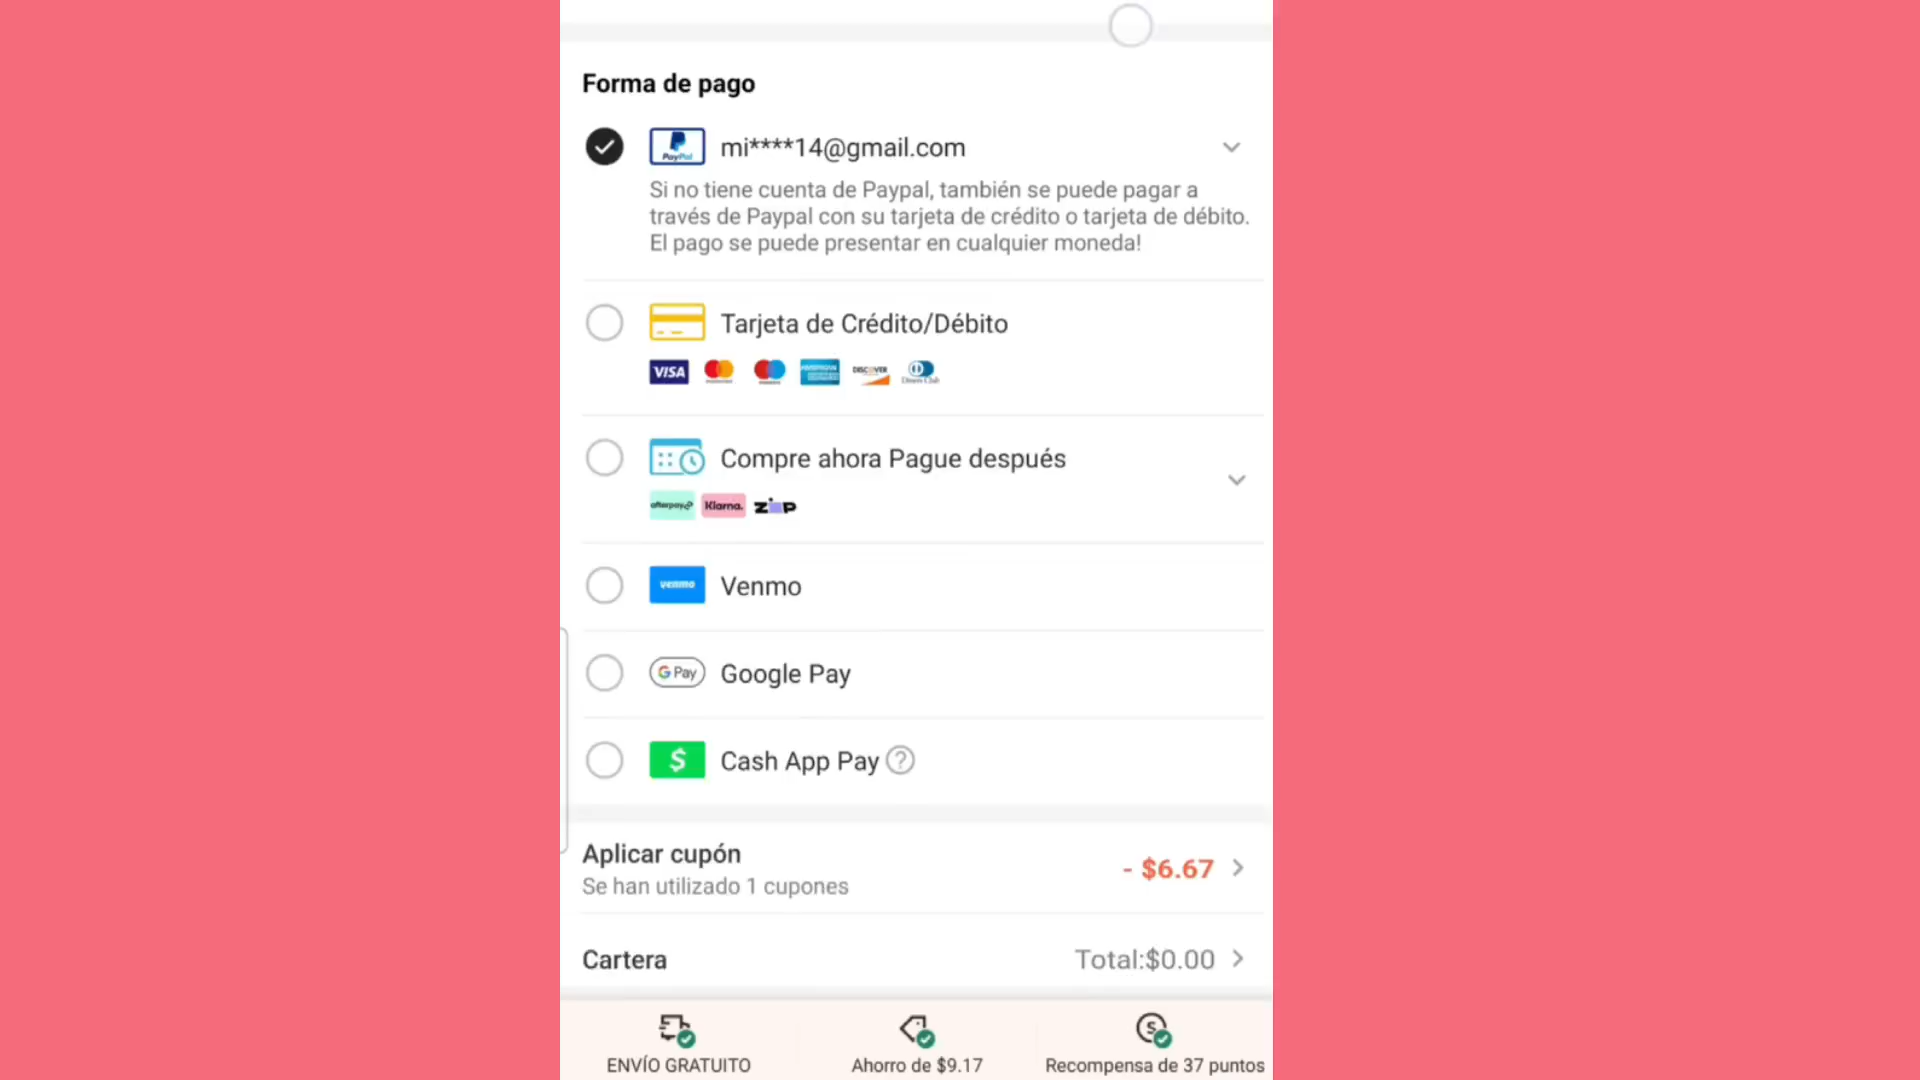 Forma de pago
PayPal
mi****14@gmail.com
Si no tiene cuenta de Paypal, también se puede pagar a
través de Paypal con su tarjeta de crédito o tarjeta de débito.
El pago se puede presentar en cualquier moneda!
Tarjeta de Crédito/Débito
VISA
DISCOVER
Diners Club
Compre ahora Pague después
afterpay Klarna. zip
venmo Venmo
G Pay Google Pay
$ Cash App Pay ?
Aplicar cupón
- $6.67
Se han utilizado 1 cupones
Cartera Total:$0.00
ENVÍO GRATUITO Ahorro de $9.17 Recompensa de 37 puntos